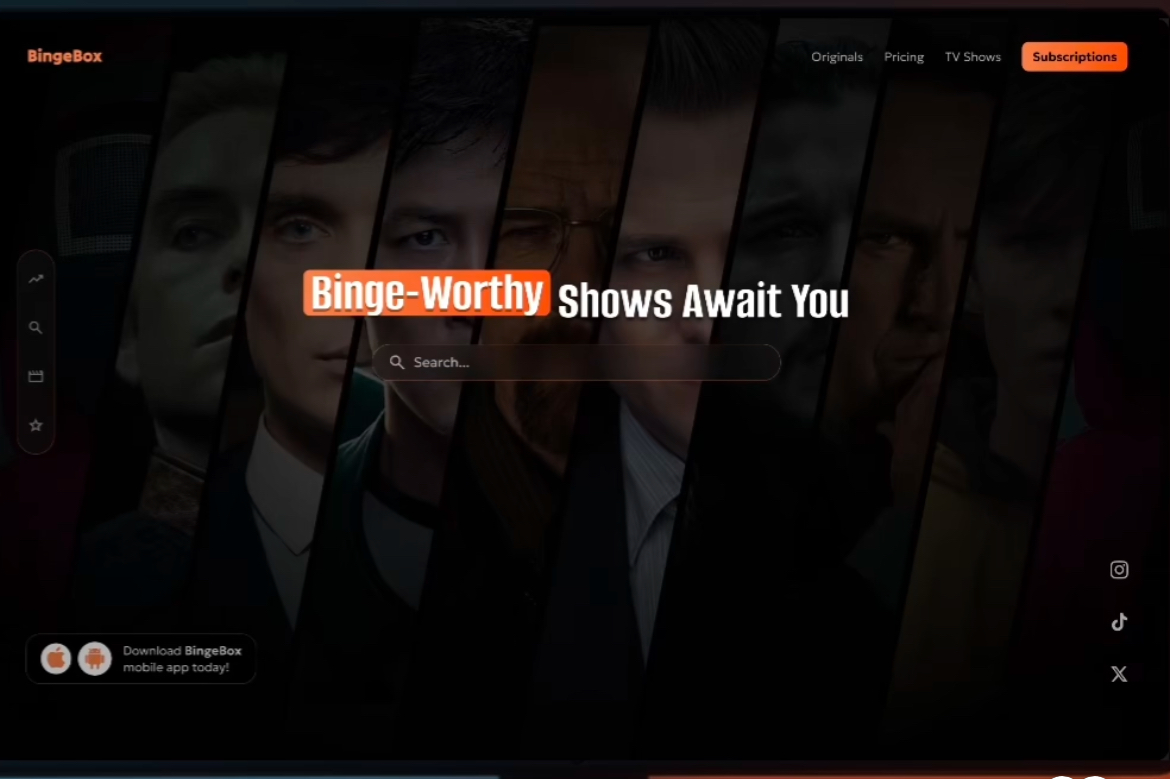 BingeBox
Originals Pricing TV Shows Subscriptions
Binge-Worthy Shows Await You
Search...
Download BingeBox
mobile app today!